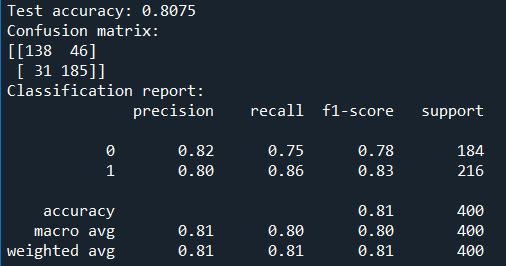 Test accuracy: 0.8075
Confusion matrix:
[[138  46]
 [ 31 185]]
Classification report:
              precision    recall  f1-score   support

           0       0.82      0.75      0.78       184
           1       0.80      0.86      0.83       216

    accuracy                           0.81       400
   macro avg       0.81      0.80      0.80       400
weighted avg       0.81      0.81      0.81       400